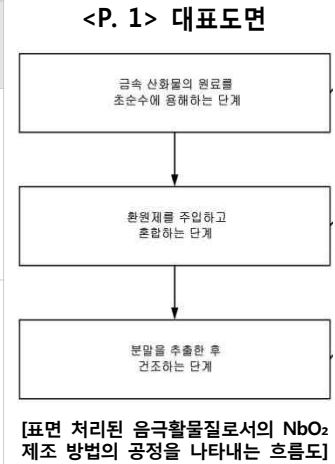 <P. 1> 대표도면
금속 산화물의 원료를
초순수에 용해하는 단계
환원제를 주입하고
혼합하는 단계
분말을 추출한 후
건조하는 단계
[표면 처리된 음극활물질로서의 NbO₂
제조 방법의 공정을 나타내는 흐름도]